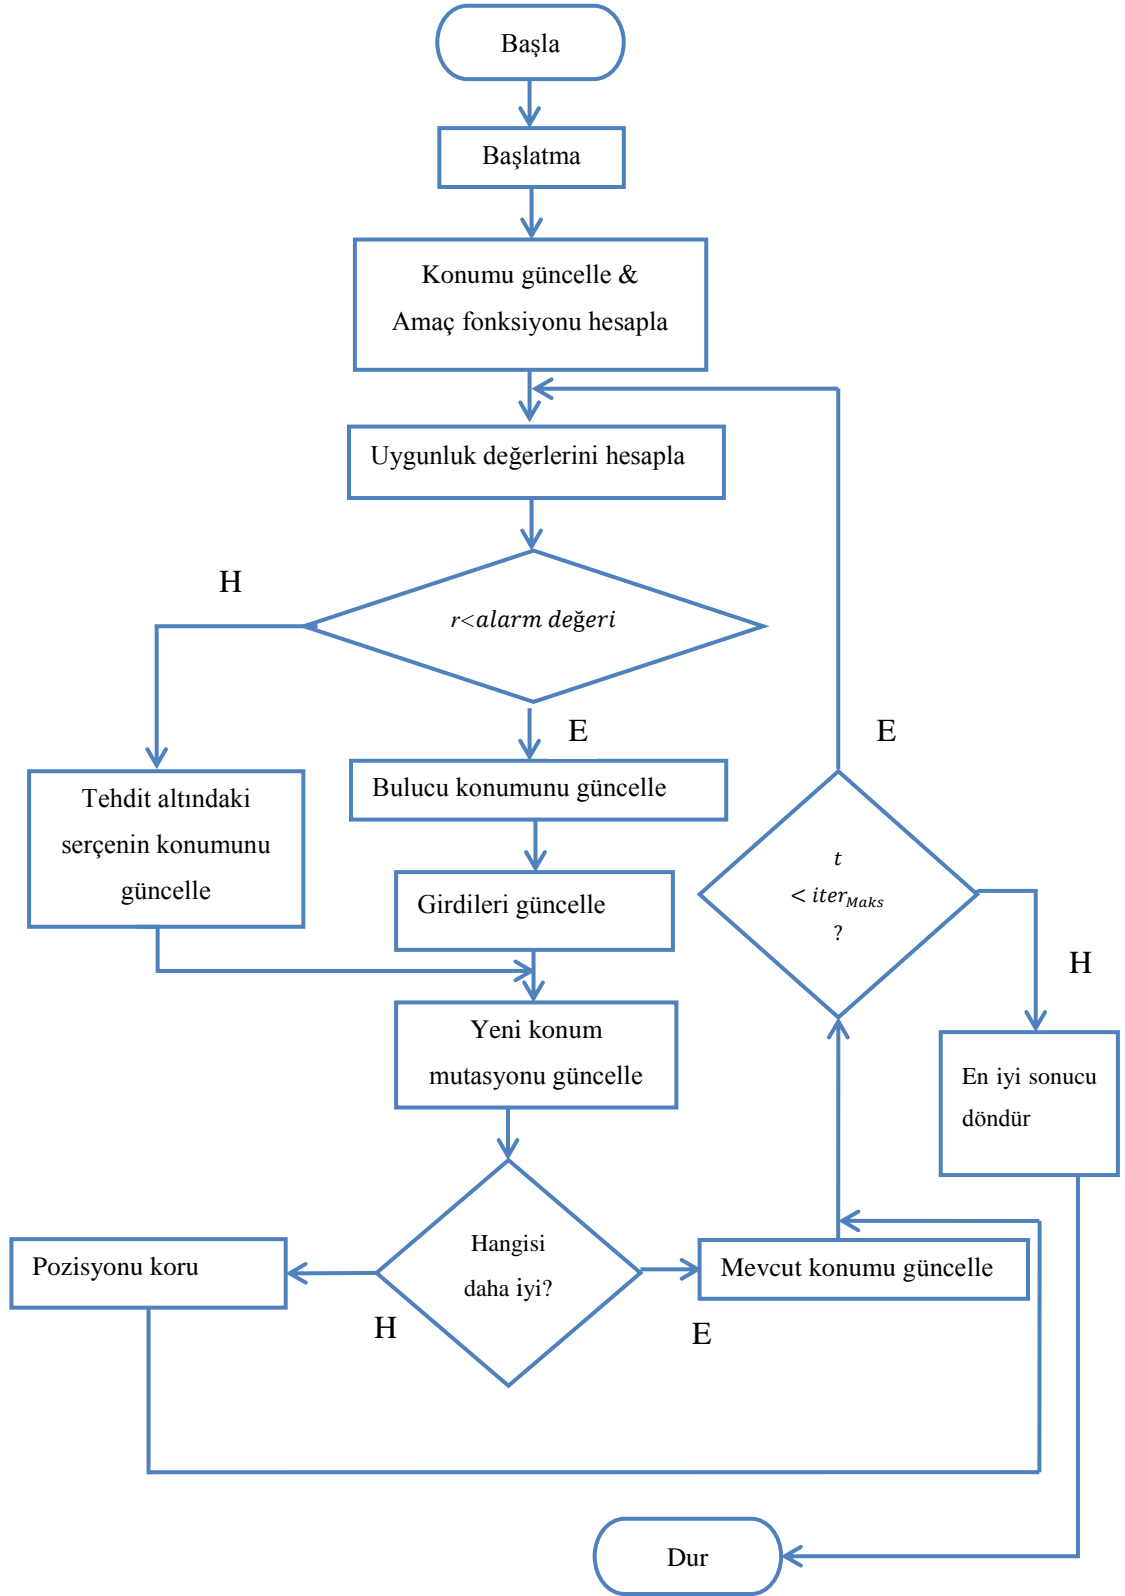 Başla
Başlatma
Konumu güncelle &
Amaç fonksiyonu hesapla
Uygunluk değerlerini hesapla
H
r<alarm değeri
E
E
Bulucu konumunu güncelle
Tehdit altındaki
serçenin konumunu
güncelle
t
< iter_Maks
?
Girdileri güncelle
H
Yeni konum
mutasyonu güncelle
En iyi sonucu
döndür
Hangisi
daha iyi?
Pozisyonu koru
Mevcut konumu güncelle
H
E
Dur